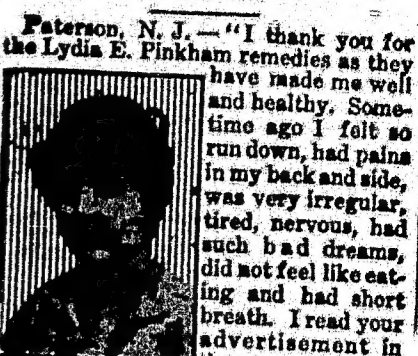 Paterson, N. J. — "I thank you for
the Lydia E. Pinkham remedies as they
have made me well
and healthy. Some-
time ago I felt so
run down, had pains
in my back and side,
was very irregular,
tired, nervous, had
such bad dreams,
did not feel like eat-
ing and had short
breath. I read your
advertisement in